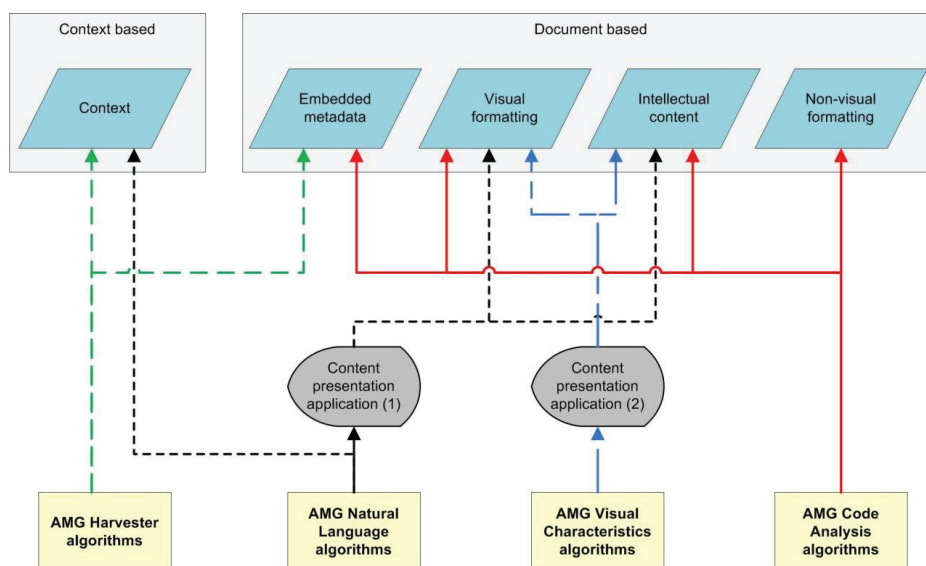 Context based
Document based
Context
Embedded
metadata
Visual
formatting
Intellectual
content
Non-visual
formatting
Content
presentation
application (1)
Content
presentation
application (2)
AMG Harvester
algorithms
AMG Natural
Language
algorithms
AMG Visual
Characteristics
algorithms
AMG Code
Analysis
algorithms